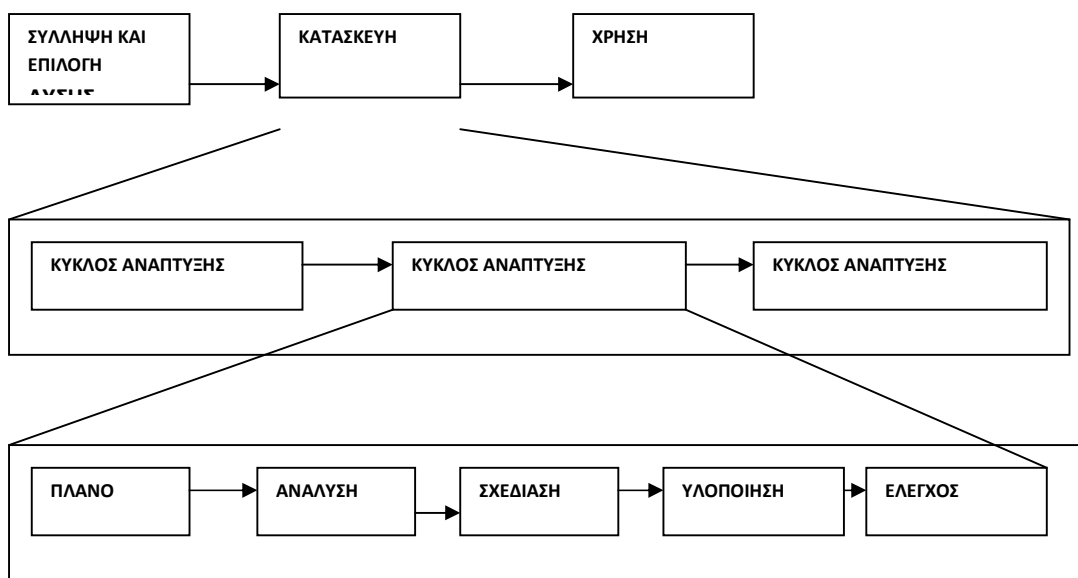 ΣΥΛΛΗΨΗ ΚΑΙ
ΕΠΙΛΟΓΗ
ΚΑΤΑΣΚΕΥΗ
ΧΡΗΣΗ
ΚΥΚΛΟΣ ΑΝΑΠΤΥΞΗΣ
ΚΥΚΛΟΣ ΑΝΑΠΤΥΞΗΣ
ΚΥΚΛΟΣ ΑΝΑΠΤΥΞΗΣ
ΠΛΑΝΟ
ΑΝΑΛΥΣΗ
ΣΧΕΔΙΑΣΗ
ΥΛΟΠΟΙΗΣΗ
ΕΛΕΓΧΟΣ